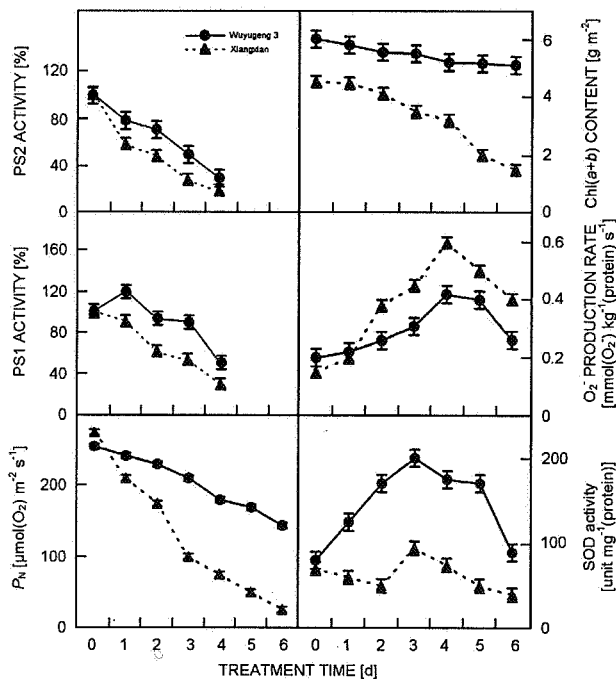 Wuyugeng 3
Xiangxian
PS2 ACTIVITY [%]
120
80
40
0
Chl(a+b) CONTENT [g m-2]
6
4
2
0
PS1 ACTIVITY [%]
160
120
80
40
0
O2- PRODUCTION RATE
[mmol(O2) kg-1(protein) s-1]
0.6
0.4
0.2
0.0
PN [µmol(O2) m-2 s-1]
200
100
0
SOD activity
[unit mg-1(protein)]
200
100
0
0 1 2 3 4 5 6
0 1 2 3 4 5 6
TREATMENT TIME [d]